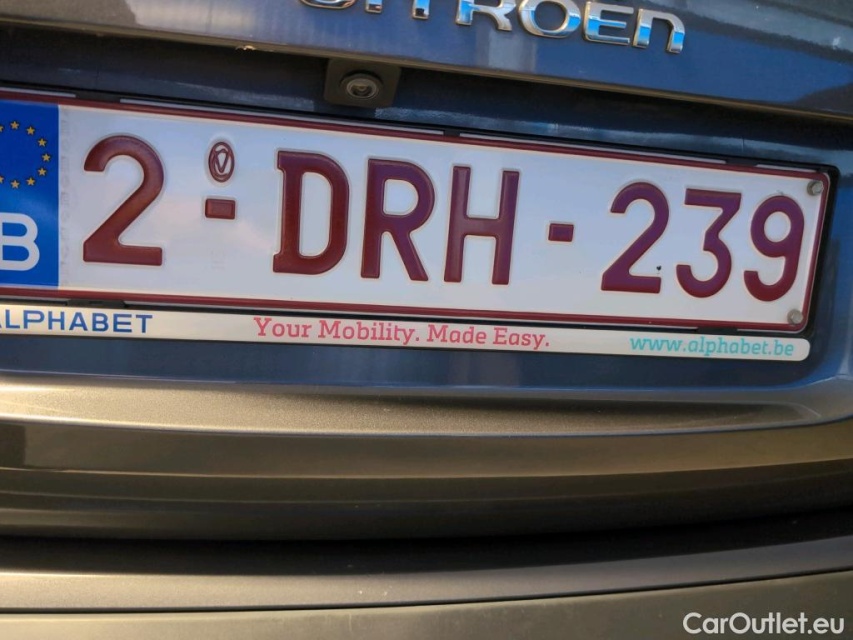 CITROEN
B
2-DRH-239
ALPHABET Your Mobility. Made Easy. www.alphabet.be
CarOutlet.eu